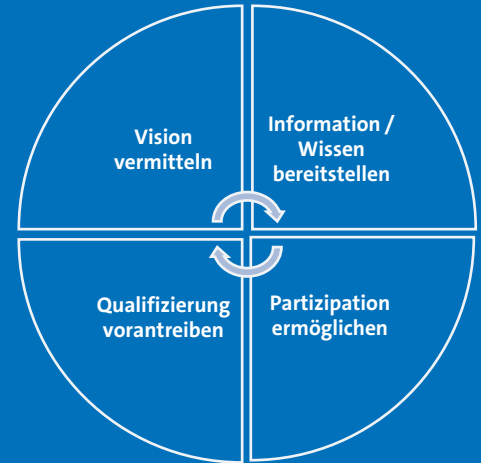 Vision
vermitteln
Information /
Wissen
bereitstellen
Qualifizierung
vorantreiben
Partizipation
ermöglichen